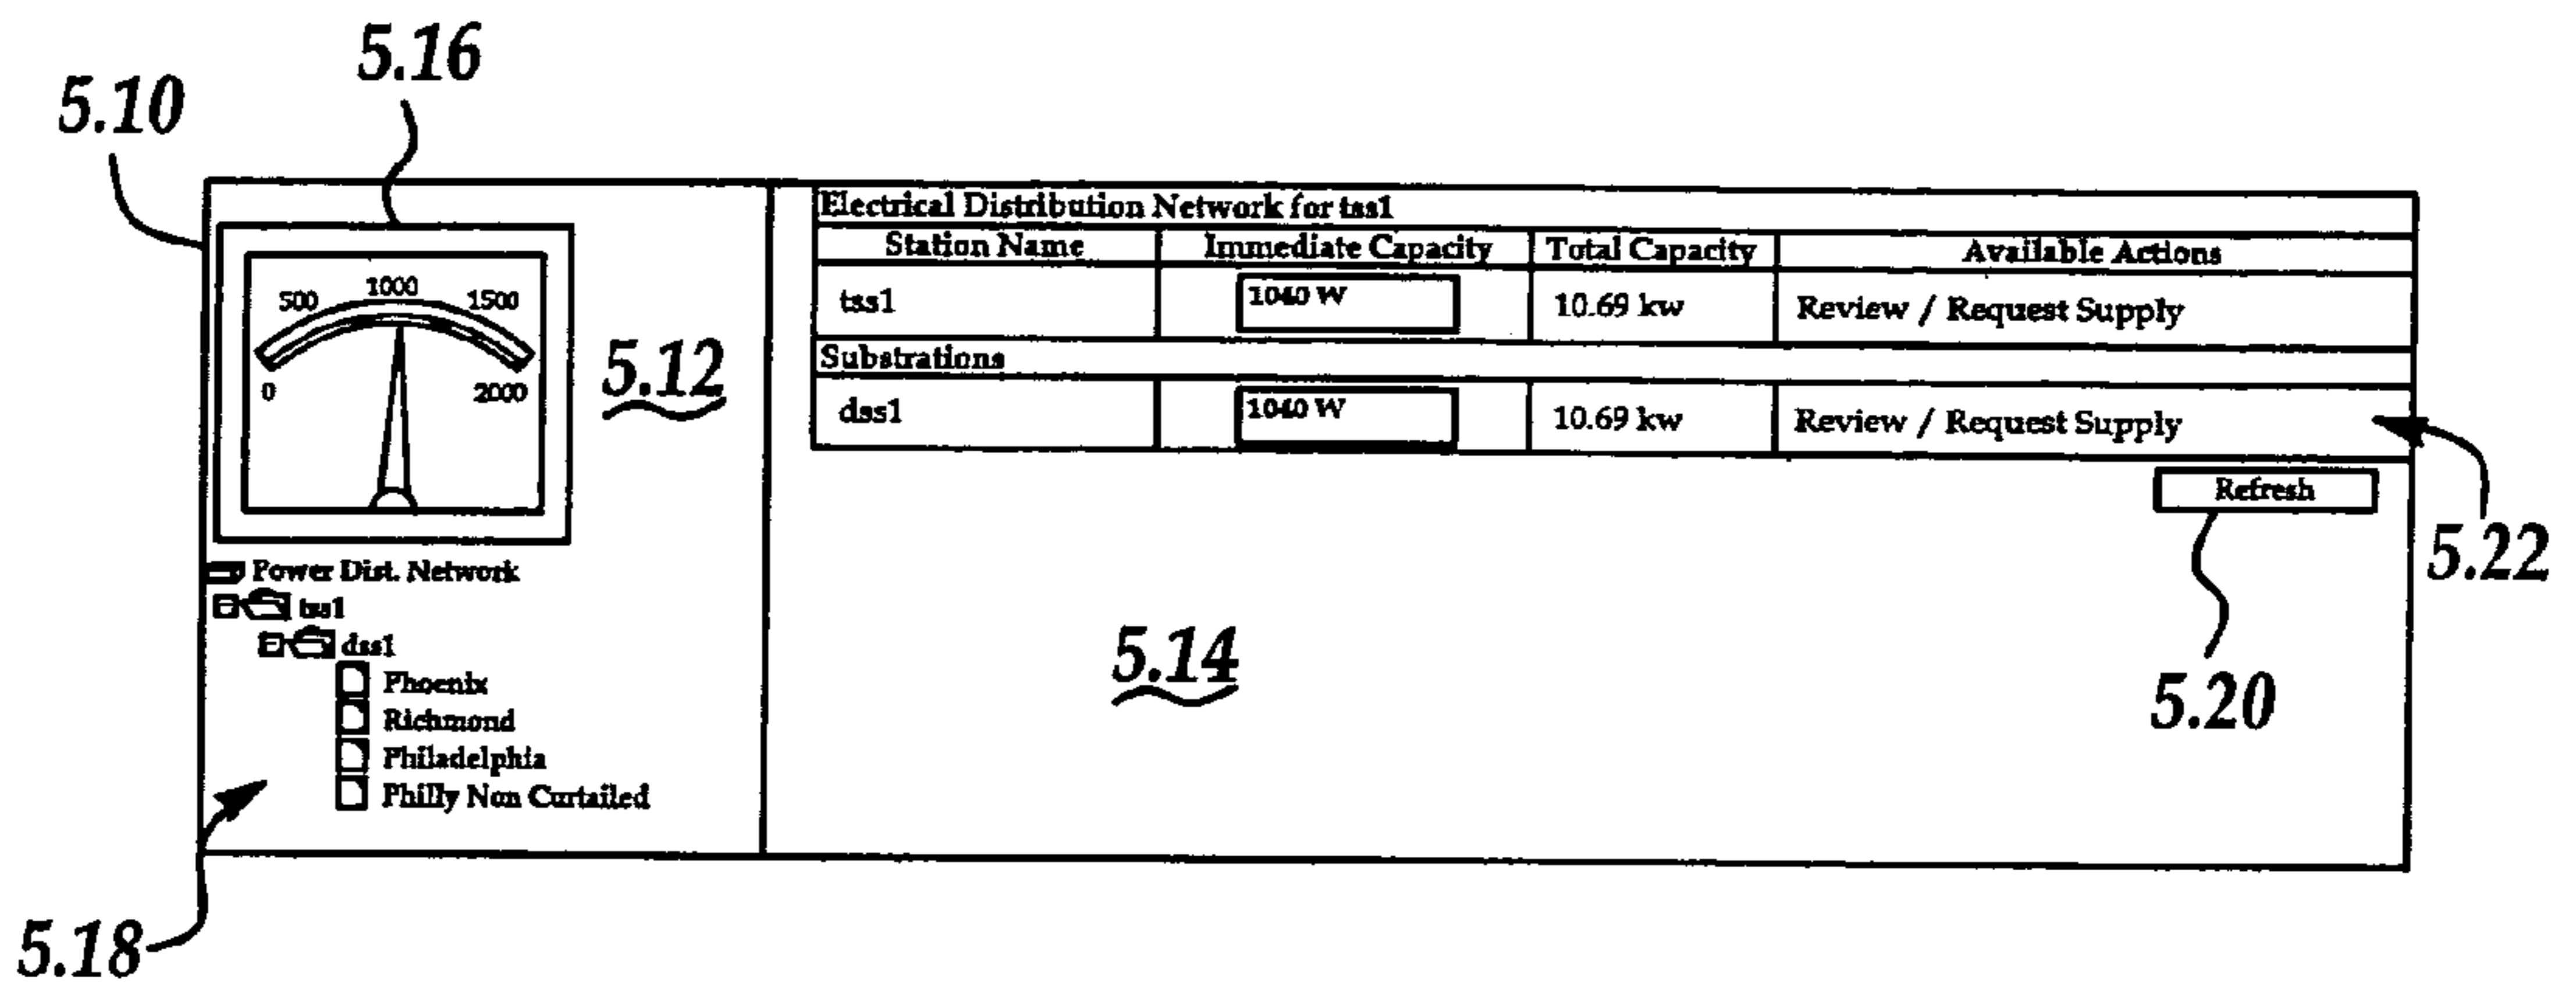 5.16
5.10
500 1000 1500
0 2000
5.12
Power Dist. Network
tss1
dss1
Phoenix
Richmond
Philadelphia
Philly Non Curtailed
5.18
Electrical Distribution Network for tss1
Station Name Immediate Capacity Total Capacity Available Actions
tss1 1040 W 10.69 kw Review / Request Supply
Substrations
dss1 1040 W 10.69 kw Review / Request Supply
Refresh
5.22
5.14
5.20